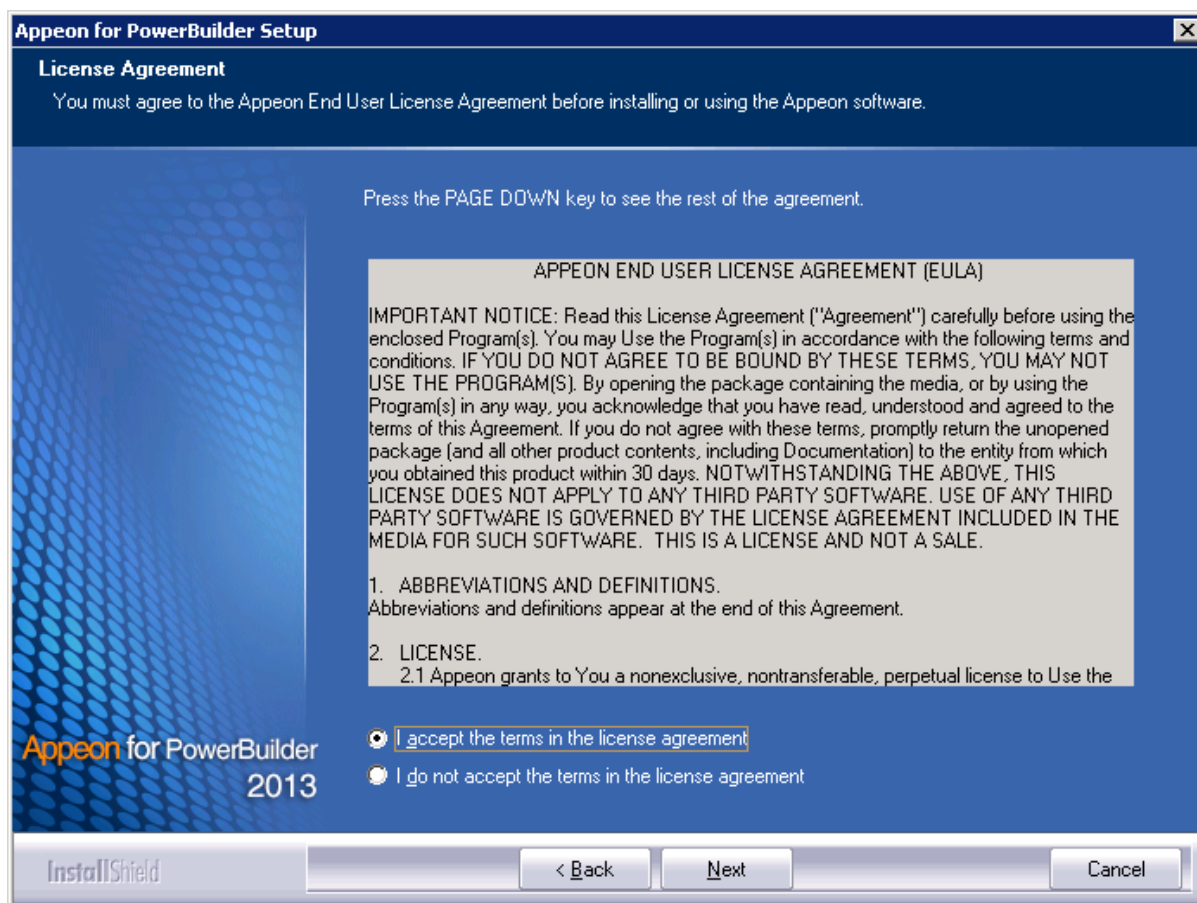 Appeon for PowerBuilder Setup
License Agreement
You must agree to the Appeon End User License Agreement before installing or using the Appeon software.
Press the PAGE DOWN key to see the rest of the agreement.
APPEON END USER LICENSE AGREEMENT (EULA)
IMPORTANT NOTICE: Read this License Agreement ("Agreement") carefully before using the
enclosed Program(s). You may Use the Program(s) in accordance with the following terms and
conditions. IF YOU DO NOT AGREE TO BE BOUND BY THESE TERMS, YOU MAY NOT
USE THE PROGRAM(S). By opening the package containing the media, or by using the
Program(s) in any way, you acknowledge that you have read, understood and agreed to the
terms of this Agreement. If you do not agree with these terms, promptly return the unopened
package (and all other product contents, including Documentation) to the entity from which
you obtained this product within 30 days. NOTWITHSTANDING THE ABOVE, THIS
LICENSE DOES NOT APPLY TO ANY THIRD PARTY SOFTWARE. USE OF ANY THIRD
PARTY SOFTWARE IS GOVERNED BY THE LICENSE AGREEMENT INCLUDED IN THE
MEDIA FOR SUCH SOFTWARE.  THIS IS A LICENSE AND NOT A SALE.
1.  ABBREVIATIONS AND DEFINITIONS.
Abbreviations and definitions appear at the end of this Agreement.
2.  LICENSE.
2.1 Appeon grants to You a nonexclusive, nontransferable, perpetual license to Use the
I accept the terms in the license agreement
I do not accept the terms in the license agreement
Appeon for PowerBuilder
2013
InstallShield
< Back
Next
Cancel